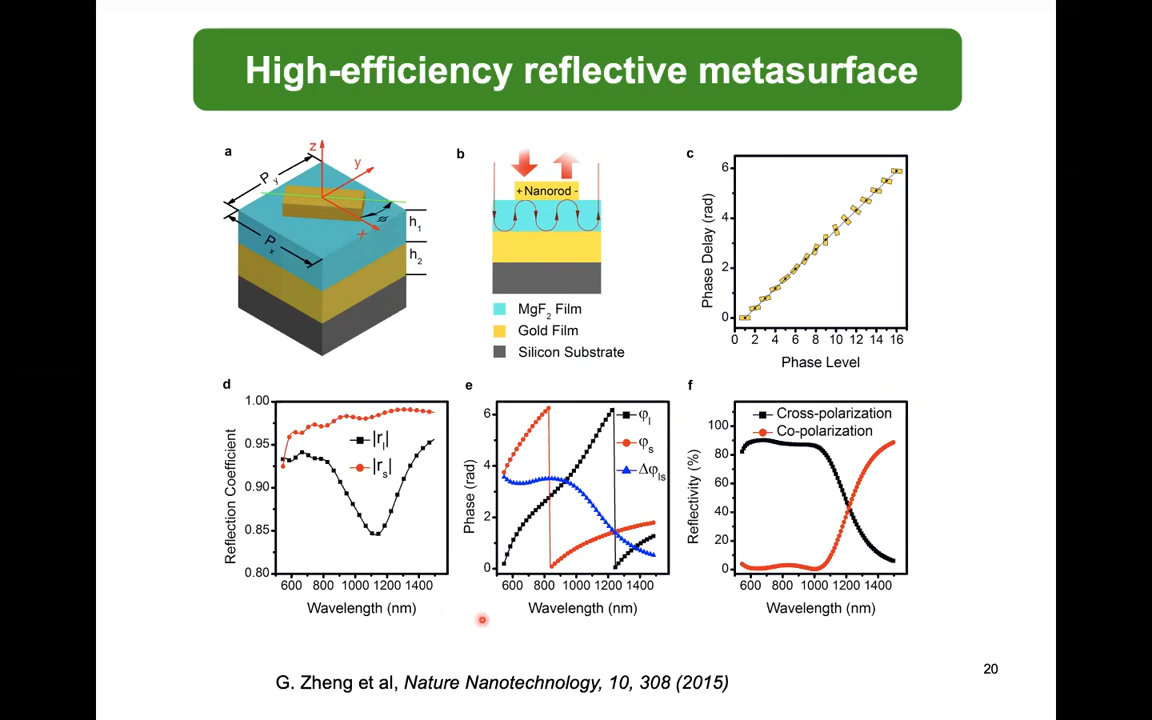 High-efficiency reflective metasurface
a
z
y
x
P_y
P_x
ϕ
h₁
h₂
b
+ Nanorod -
MgF₂ Film
Gold Film
Silicon Substrate
c
Phase Delay (rad)
6
4
2
0
0 2 4 6 8 10 12 14 16
Phase Level
d
Reflection Coefficient
1.00
0.95
0.90
0.85
0.80
|r_l|
|r_s|
600 800 1000 1200 1400
Wavelength (nm)
e
Phase (rad)
6
4
2
0
φ_l
φ_s
Δφ_ls
600 800 1000 1200 1400
Wavelength (nm)
f
Reflectivity (%)
100
80
60
40
20
0
Cross-polarization
Co-polarization
600 800 1000 1200 1400
Wavelength (nm)
20
G. Zheng et al, Nature Nanotechnology, 10, 308 (2015)